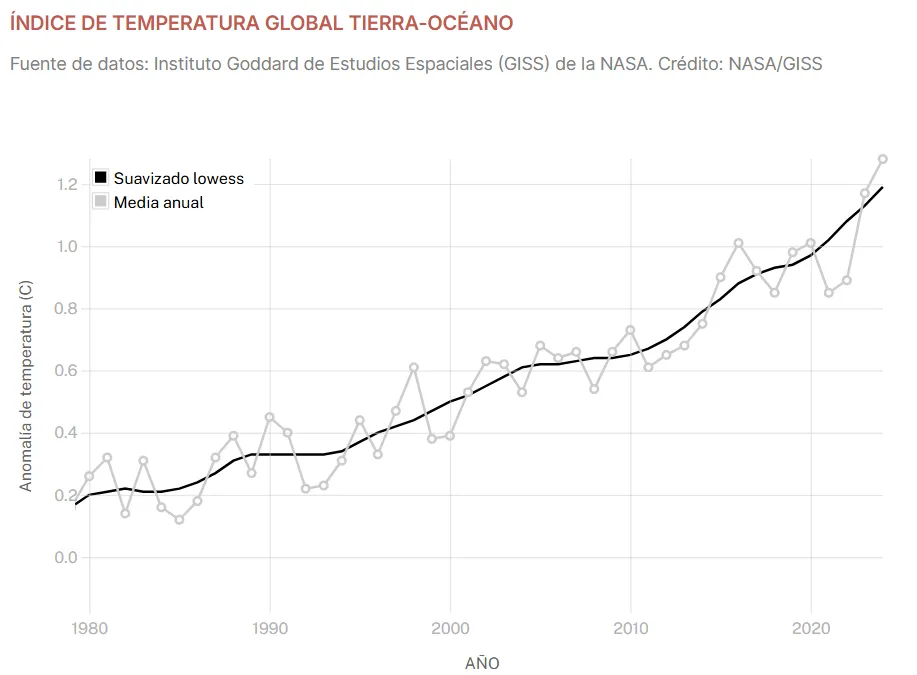 ÍNDICE DE TEMPERATURA GLOBAL TIERRA-OCÉANO
Fuente de datos: Instituto Goddard de Estudios Espaciales (GISS) de la NASA. Crédito: NASA/GISS
Suavizado lowess
Media anual
1.2
1.0
0.8
0.6
0.4
0.2
0.0
Anomalía de temperatura (C)
1980 1990 2000 2010 2020
AÑO